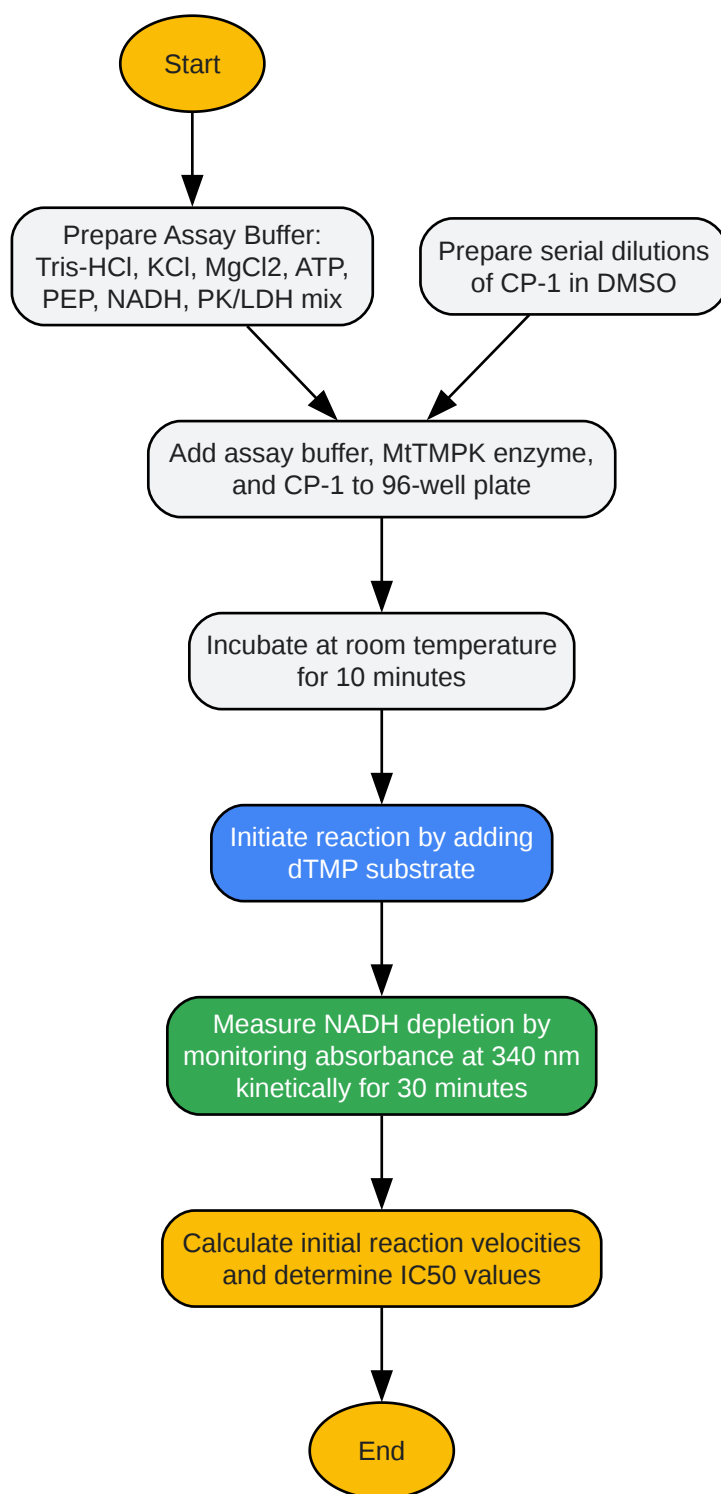 Start
Prepare Assay Buffer:
Tris-HCl, KCl, MgCl2, ATP,
PEP, NADH, PK/LDH mix
Prepare serial dilutions
of CP-1 in DMSO
Add assay buffer, MtTMPK enzyme,
and CP-1 to 96-well plate
Incubate at room temperature
for 10 minutes
Initiate reaction by adding
dTMP substrate
Measure NADH depletion by
monitoring absorbance at 340 nm
kinetically for 30 minutes
Calculate initial reaction velocities
and determine IC50 values
End